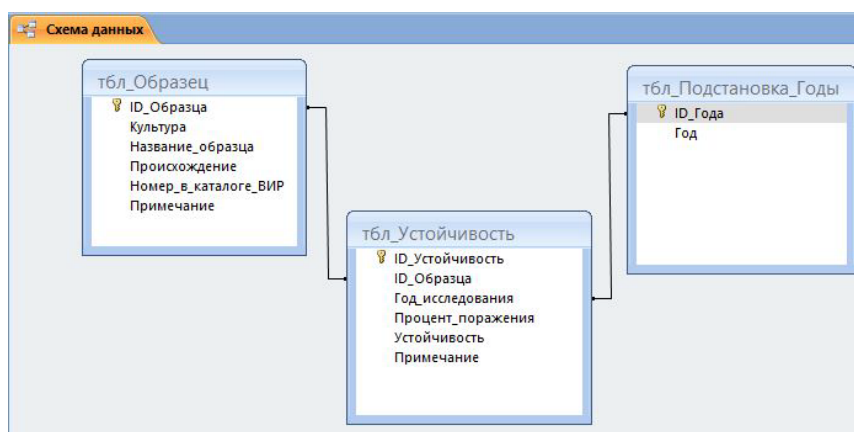 Схема данных
тбл_Образец
ID_Образца
Культура
Название_образца
Происхождение
Номер_в_каталоге_ВИР
Примечание
тбл_Устойчивость
ID_Устойчивость
ID_Образца
Год_исследования
Процент_поражения
Устойчивость
Примечание
тбл_Подстановка_Годы
ID_Года
Год